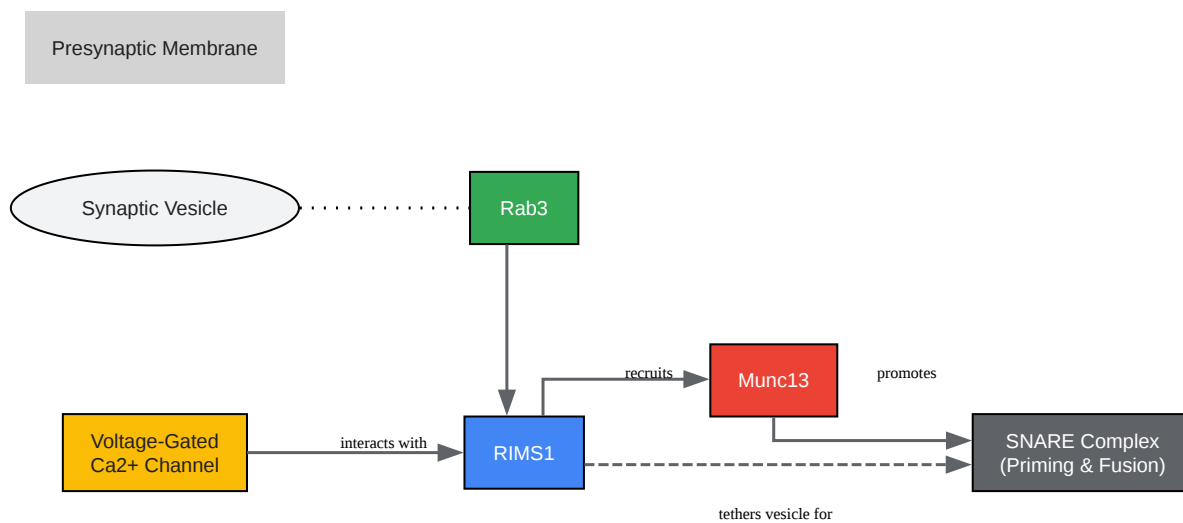 Presynaptic Membrane
Synaptic Vesicle
Rab3
recruits
Munc13
promotes
Voltage-Gated
Ca2+ Channel
interacts with
RIMS1
SNARE Complex
(Priming & Fusion)
tethers vesicle for